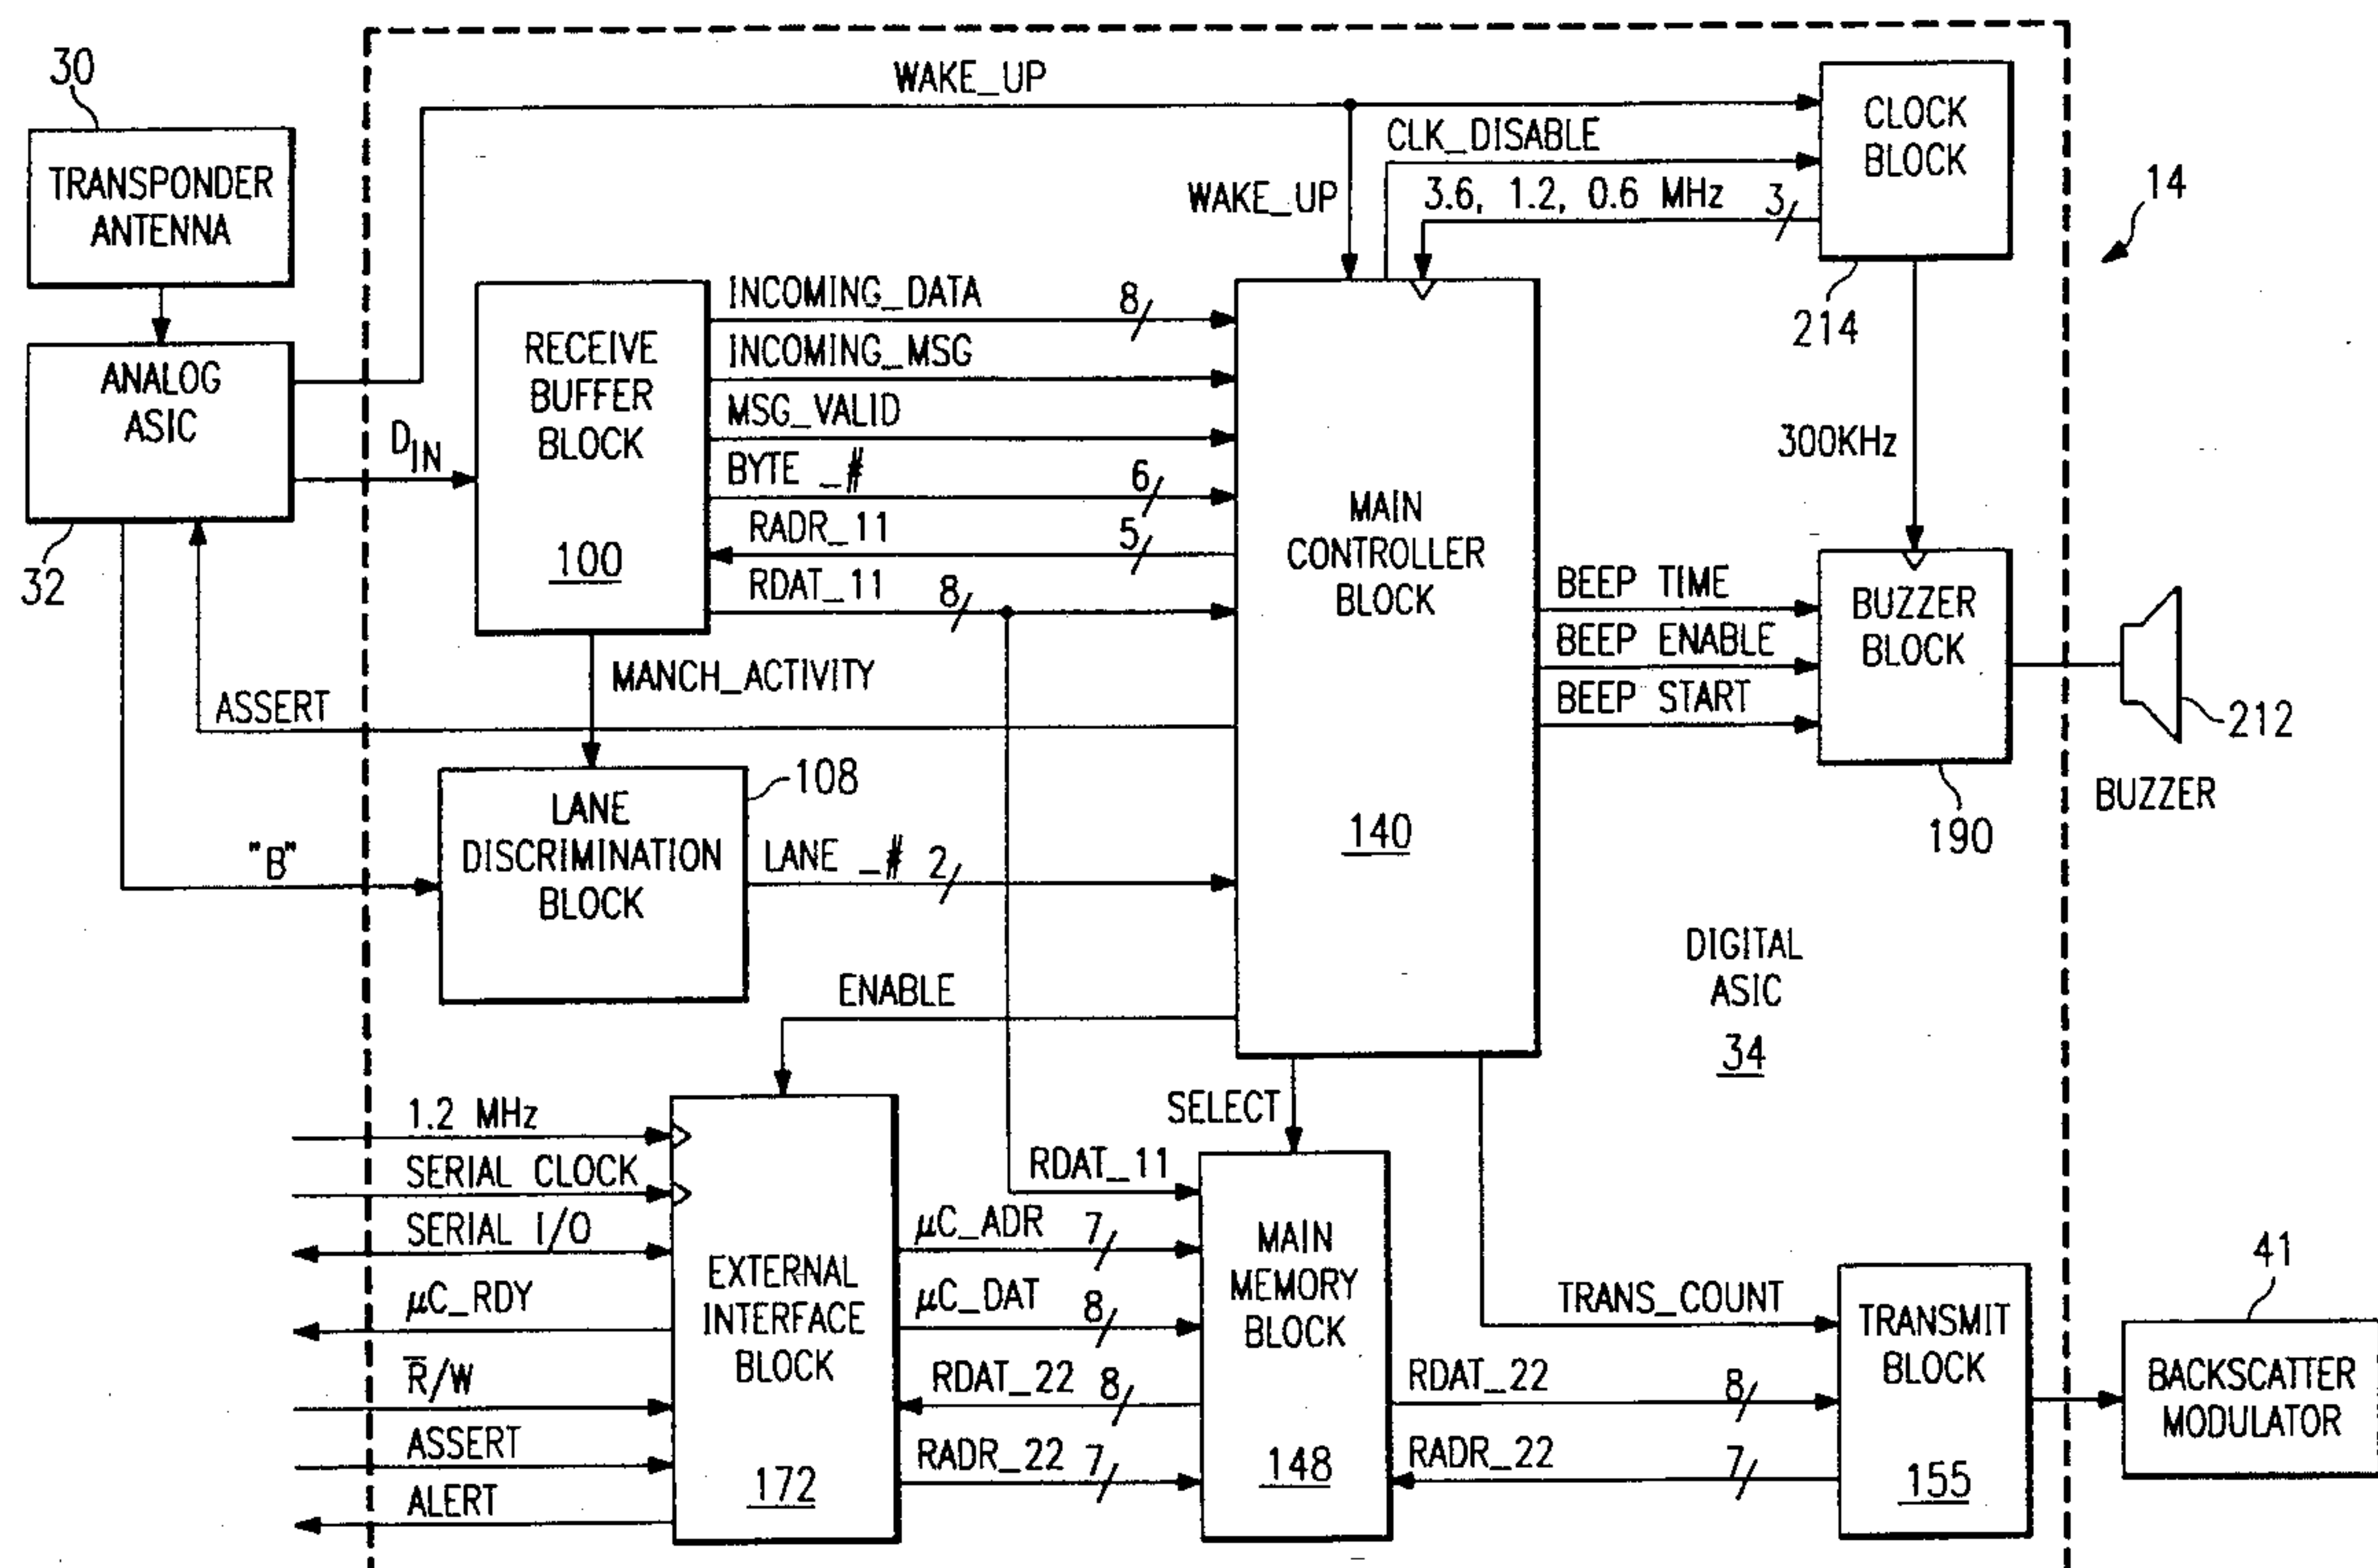 30
TRANSPONDER
ANTENNA
ANALOG
ASIC
32
WAKE_UP
CLOCK
BLOCK
CLK_DISABLE
WAKE_UP
3.6, 1.2, 0.6 MHz
3
14
214
300KHz
D_IN
RECEIVE
BUFFER
BLOCK
100
INCOMING_DATA
8
INCOMING_MSG
MSG_VALID
BYTE _#
6
RADR_11
5
RDAT_11
8
MAIN
CONTROLLER
BLOCK
140
BEEP TIME
BEEP ENABLE
BEEP START
BUZZER
BLOCK
190
212
BUZZER
MANCH_ACTIVITY
ASSERT
108
LANE
DISCRIMINATION
BLOCK
"B"
LANE _#
2
DIGITAL
ASIC
34
ENABLE
SELECT
1.2 MHz
SERIAL CLOCK
SERIAL I/O
μC_RDY
R̅/W
ASSERT
ALERT
EXTERNAL
INTERFACE
BLOCK
172
RDAT_11
μC_ADR
7
μC_DAT
8
RDAT_22
8
RADR_22
7
MAIN
MEMORY
BLOCK
148
TRANS_COUNT
RDAT_22
8
RADR_22
7
TRANSMIT
BLOCK
155
41
BACKSCATTER
MODULATOR